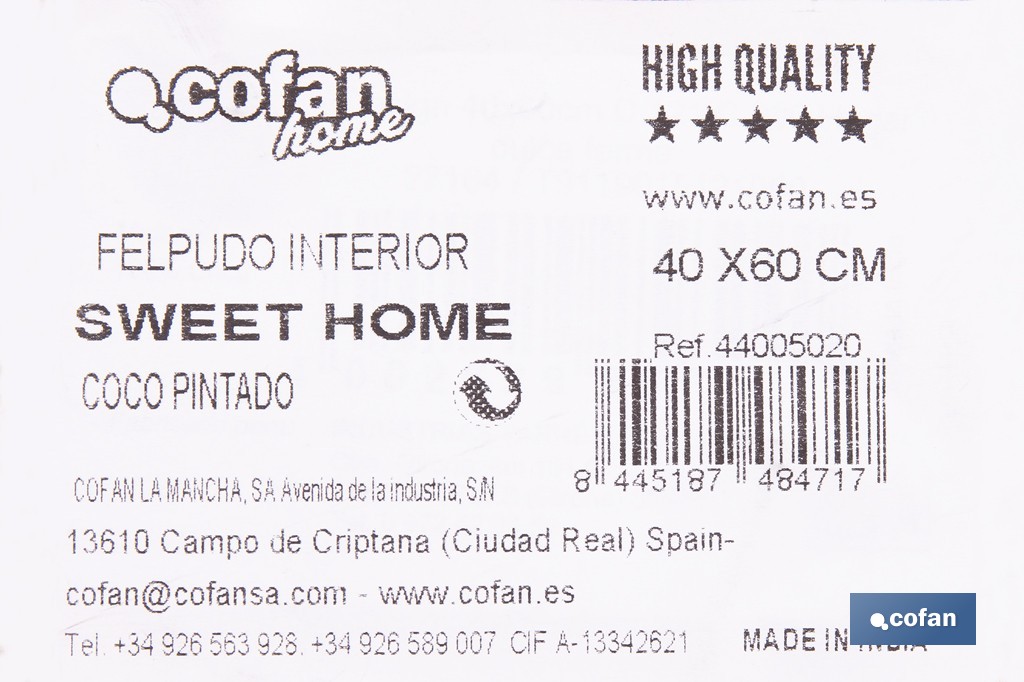 cofan
home
HIGH QUALITY
www.cofan.es
FELPUDO INTERIOR
40 X60 CM
SWEET HOME
Ref.44005020
COCO PINTADO
8 445187 484717
COFAN LA MANCHA, SA Avenida de la industria, S/N
13610 Campo de Criptana (Ciudad Real) Spain-
cofan@cofansa.com - www.cofan.es
Tel. +34 926 563 928, +34 926 589 007 CIF A-13342621
MADE IN INDIA
cofan